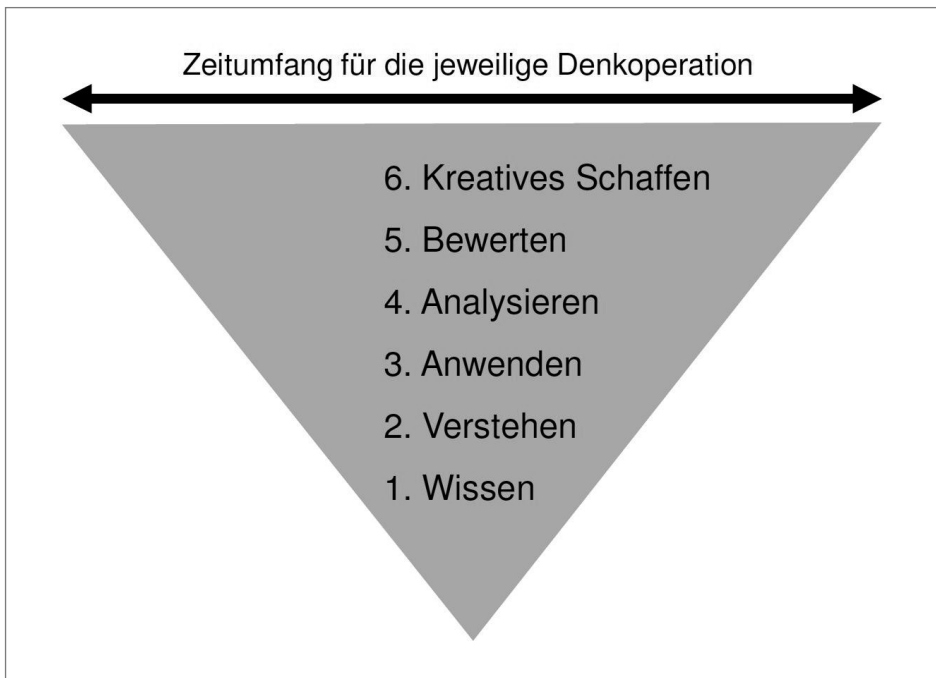 Zeitumfang für die jeweilige Denkoperation
6. Kreatives Schaffen
5. Bewerten
4. Analysieren
3. Anwenden
2. Verstehen
1. Wissen